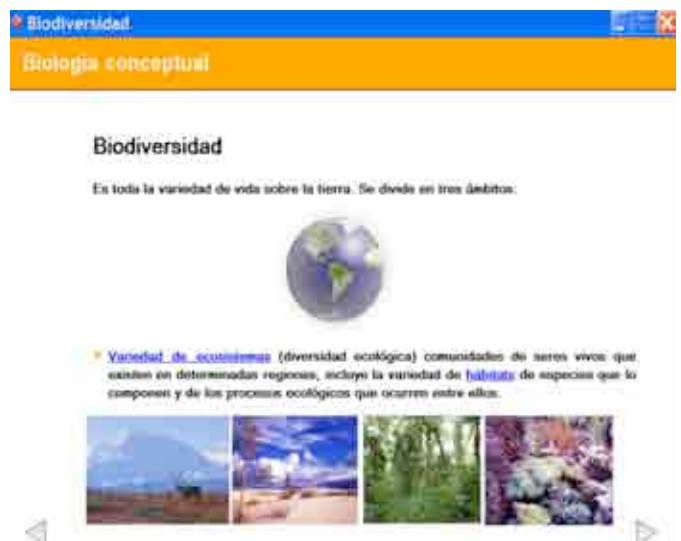 Biodiversidad
Biología conceptual
Biodiversidad
Es toda la variedad de vida sobre la tierra. Se divide en tres ámbitos:
Variedad de ecosistemas (diversidad ecológica) comunidades de seres vivos que
existen en determinadas regiones, incluye la variedad de hábitats de especies que lo
componen y de los procesos ecológicos que ocurren entre ellos.